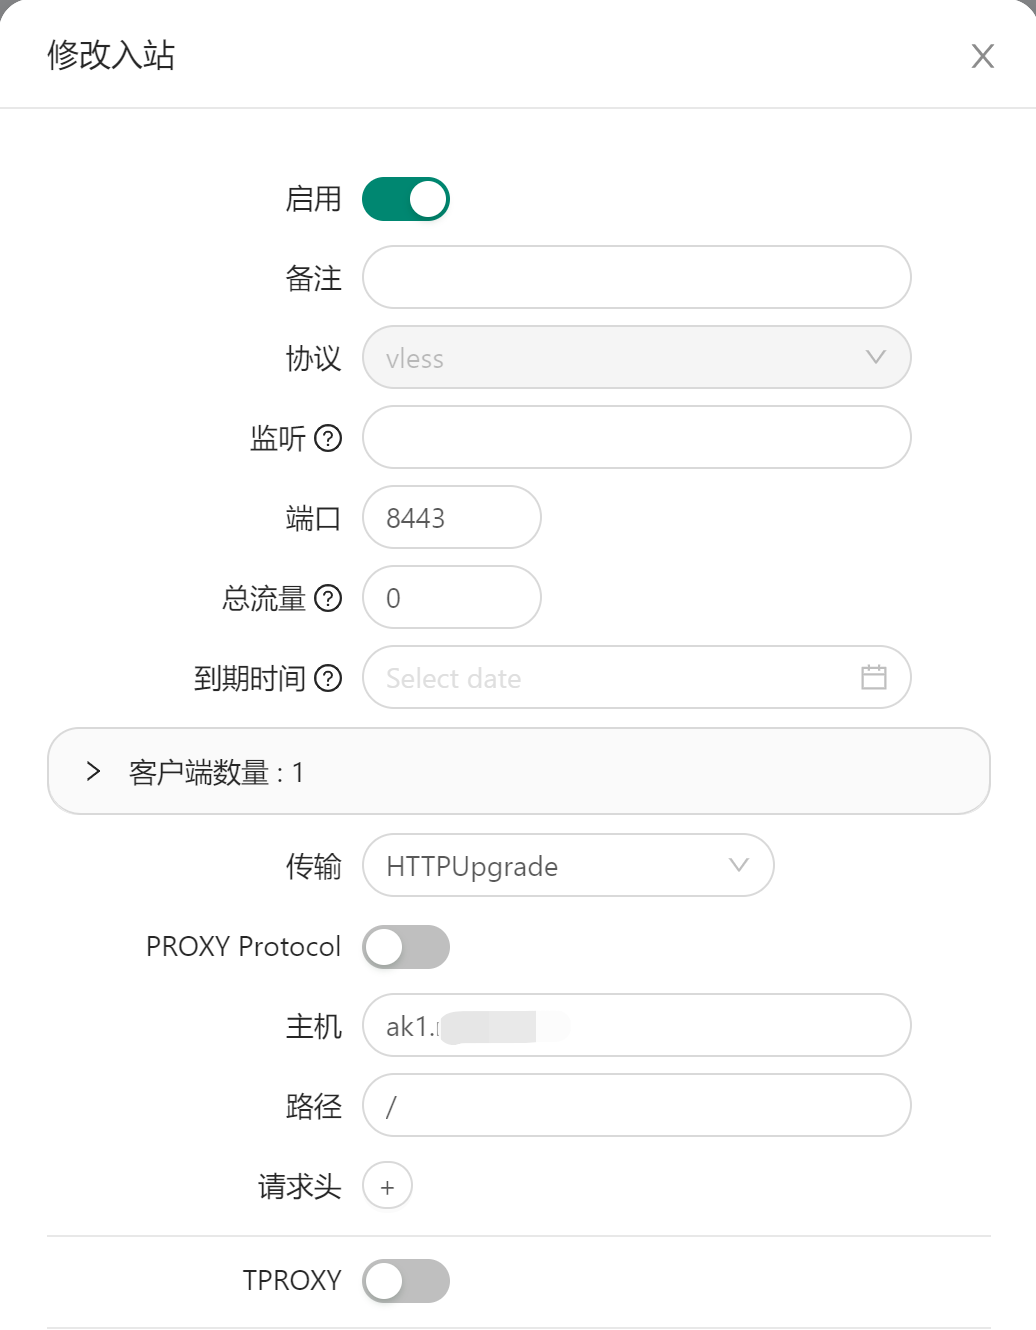 修改入站
启用
备注
协议 vless
监听
端口 8443
总流量 0
到期时间 Select date
客户端数量 : 1
传输 HTTPUpgrade
PROXY Protocol
主机 ak1.
路径 /
请求头 +
TPROXY